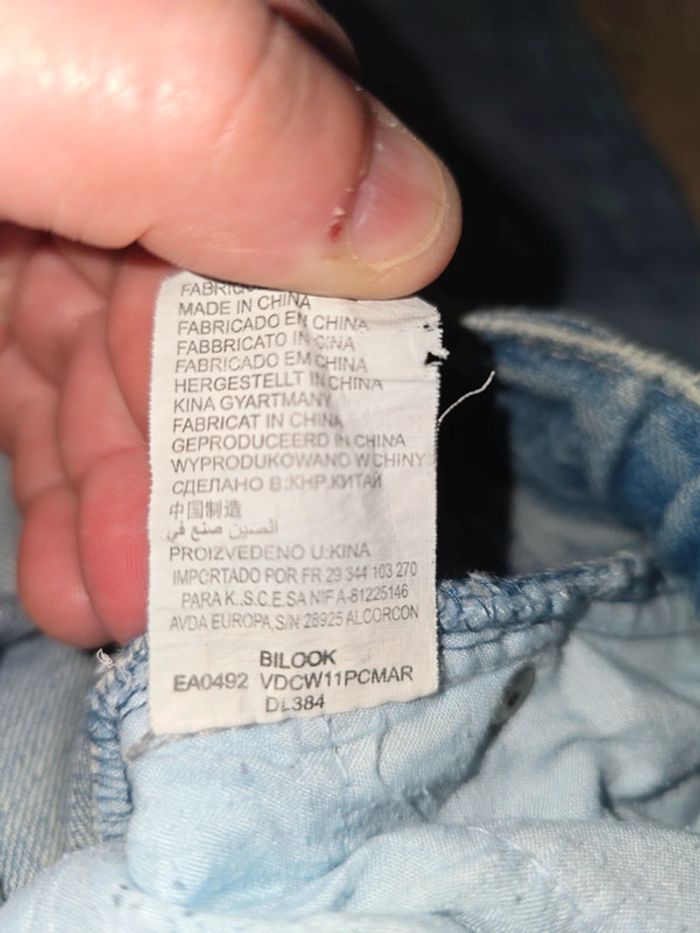 MADE IN CHINA
FABRICADO EN CHINA
FABBRICATO IN CINA
FABRICADO EM CHINA
HERGESTELLT IN CHINA
KINA GYARTMANY
FABRICAT IN CHINA
GEPRODUCEERD IN CHINA
WYPRODUKOWANO W CHINY
СДЕЛАНО В:КНР.КИТАЙ
中国制造
الصين صنع في
PROIZVEDENO U:KINA
IMPORTADO POR FR 29 344 103 270
PARA K..S.C.E.SA NIF A-81225146
AVDA EUROPA,S/N 28925 ALCORCON
BILOOK
EA0492 VDCW11PCMAR
DL384